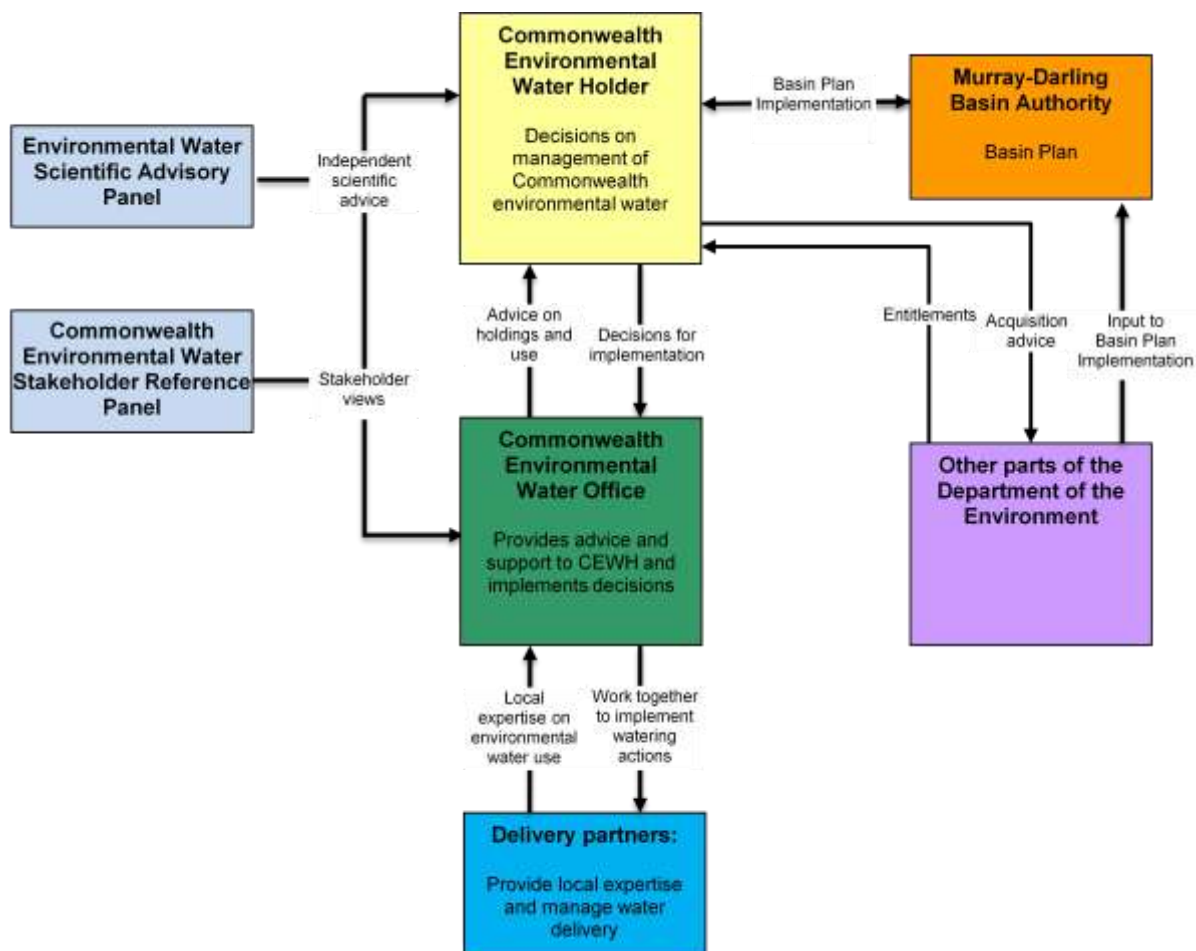 Commonwealth
Environmental
Water Holder
Decisions on
management of
Commonwealth
environmental water
Basin Plan
Implementation
Murray-Darling
Basin Authority
Basin Plan
Environmental Water
Scientific Advisory
Panel
Independent
scientific
advice
Commonwealth
Environmental Water
Stakeholder Reference
Panel
Stakeholder
views
Advice on
holdings and
use
Decisions for
implementation
Entitlements
Acquisition
advice
Input to
Basin Plan
Implementation
Commonwealth
Environmental
Water Office
Provides advice and
support to CEWH and
implements decisions
Other parts of the
Department of the
Environment
Local
expertise on
environmental
water use
Work together
to implement
watering
actions
Delivery partners:
Provide local expertise
and manage water
delivery